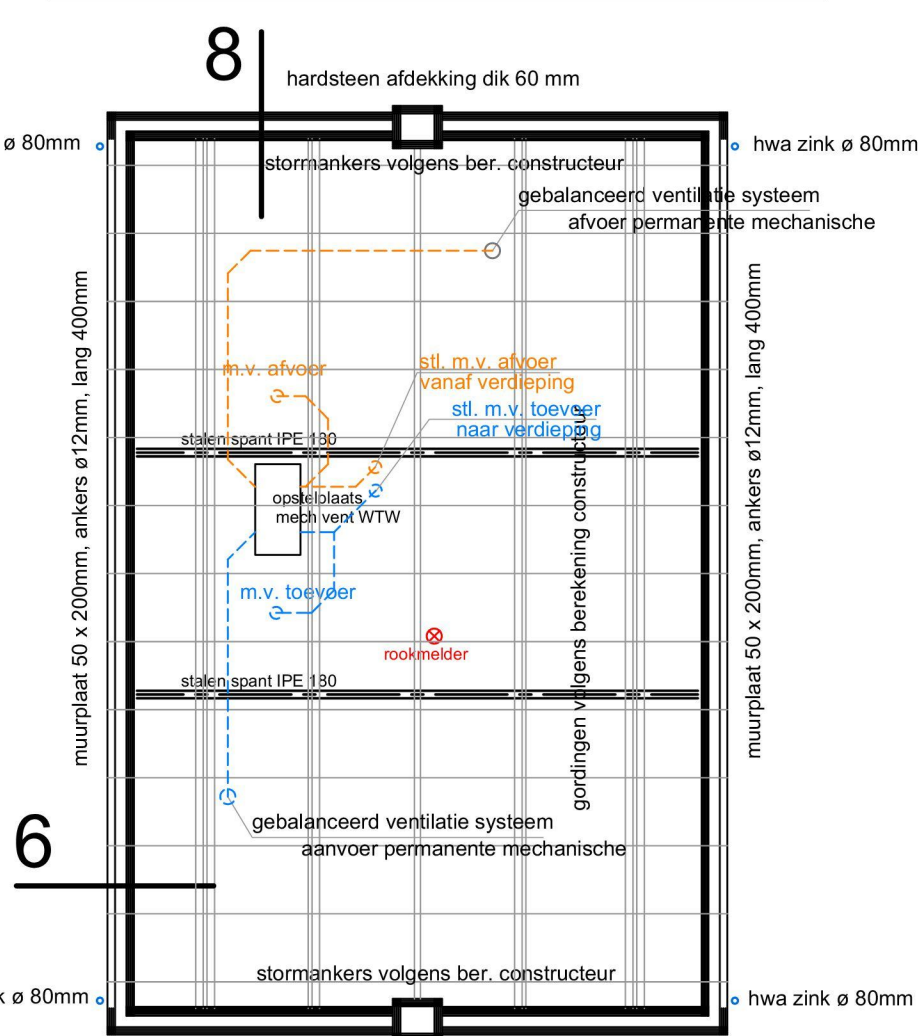 8
hardsteen afdekking dik 60 mm
ø 80mm
hwa zink ø 80mm
stormankers volgens ber. constructeur
gebalanceerd ventilatie systeem
afvoer permanente mechanische
muurplaat 50 x 200mm, ankers ø12mm, lang 400mm
muurplaat 50 x 200mm, ankers ø12mm, lang 400mm
m.v. afvoer
stl. m.v. afvoer
vanaf verdieping
stl. m.v. toevoer
naar verdieping
stalen spant IPE 180
opstelplaats
mech vent WTW
gordingen volgens berekening constructeur
m.v. toevoer
rookmelder
stalen spant IPE 180
gebalanceerd ventilatie systeem
aanvoer permanente mechanische
6
stormankers volgens ber. constructeur
k ø 80mm
hwa zink ø 80mm